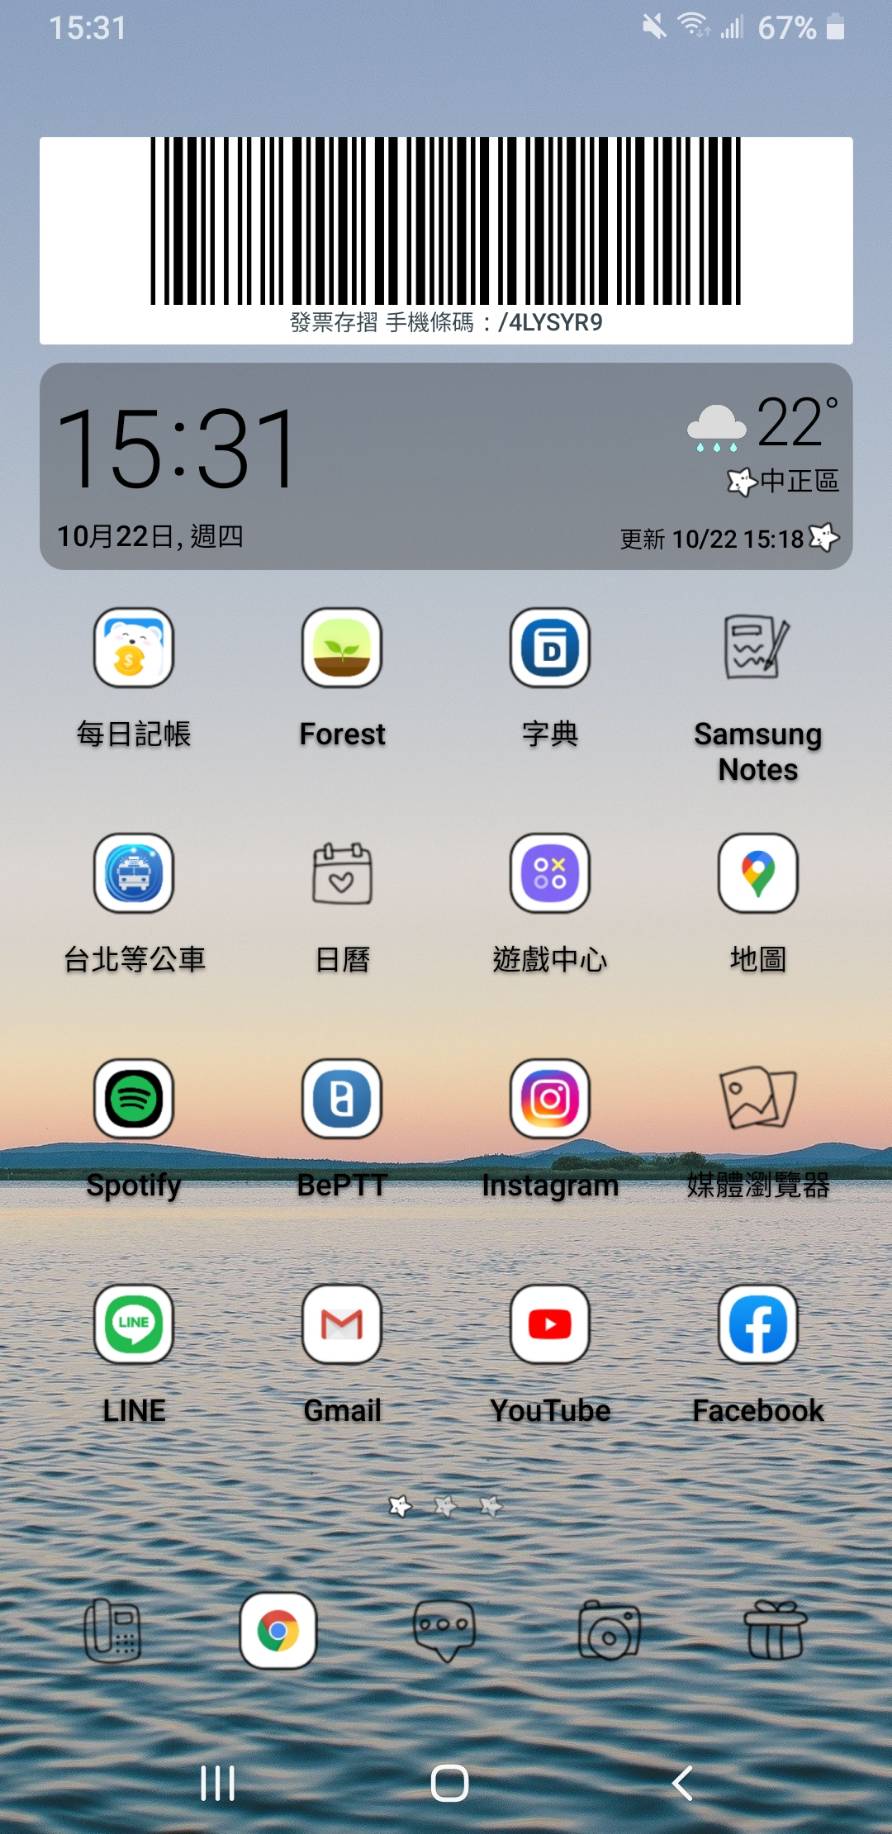 15:31
67%
發票存摺 手機條碼：/4LYSYR9
15:31
22°
中正區
10月22日, 週四
更新 10/22 15:18
每日記帳
Forest
D
字典
Samsung
Notes
台北等公車
日曆
遊戲中心
地圖
Spotify
BePTT
Instagram
媒體瀏覽器
LINE
LINE
Gmail
YouTube
Facebook